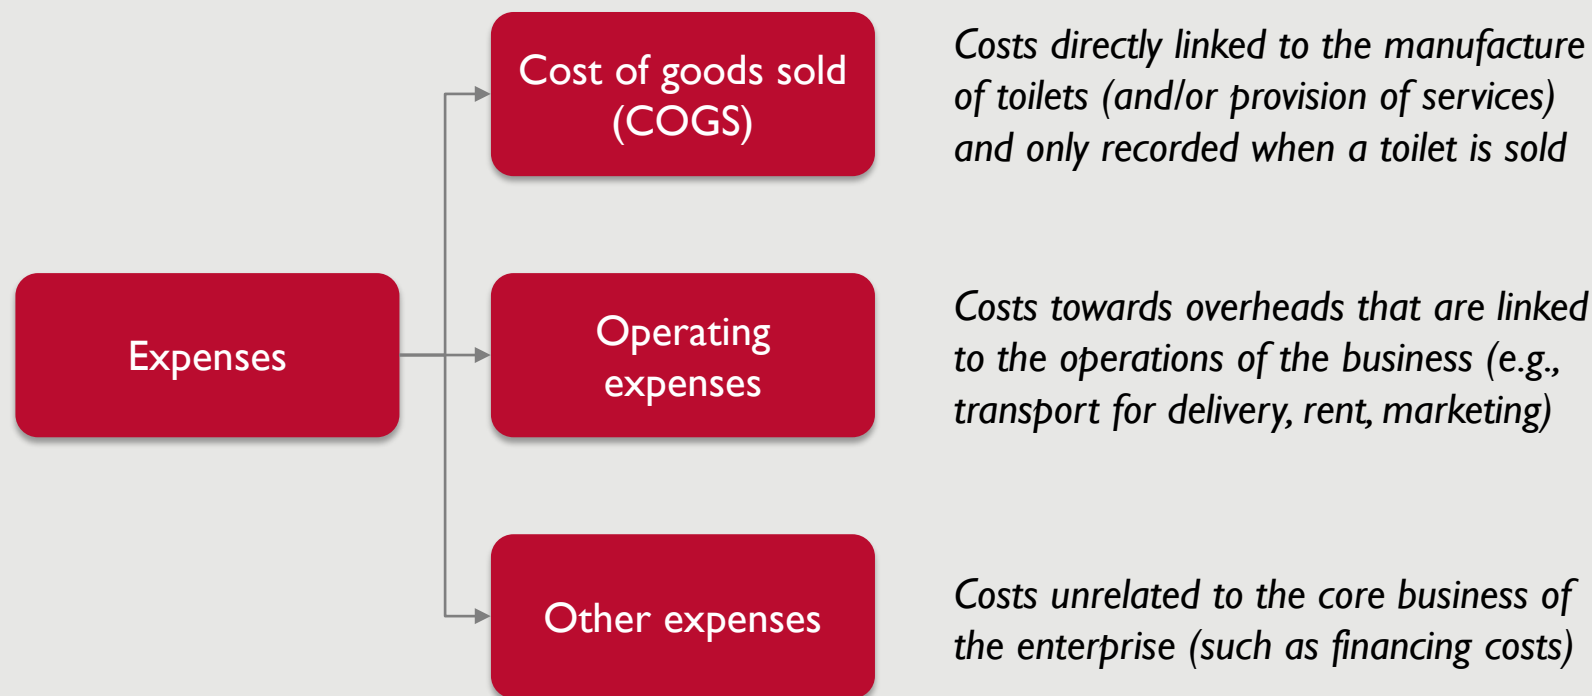 Expenses
Cost of goods sold
(COGS)
Costs directly linked to the manufacture
of toilets (and/or provision of services)
and only recorded when a toilet is sold
Operating
expenses
Costs towards overheads that are linked
to the operations of the business (e.g.,
transport for delivery, rent, marketing)
Other expenses
Costs unrelated to the core business of
the enterprise (such as financing costs)